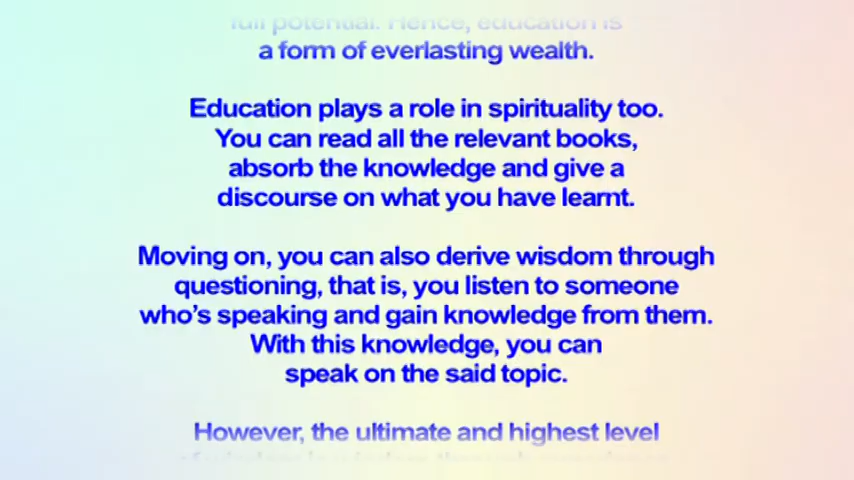 full potential. Hence, education is
a form of everlasting wealth.
Education plays a role in spirituality too.
You can read all the relevant books,
absorb the knowledge and give a
discourse on what you have learnt.
Moving on, you can also derive wisdom through
questioning, that is, you listen to someone
who's speaking and gain knowledge from them.
With this knowledge, you can
speak on the said topic.
However, the ultimate and highest level